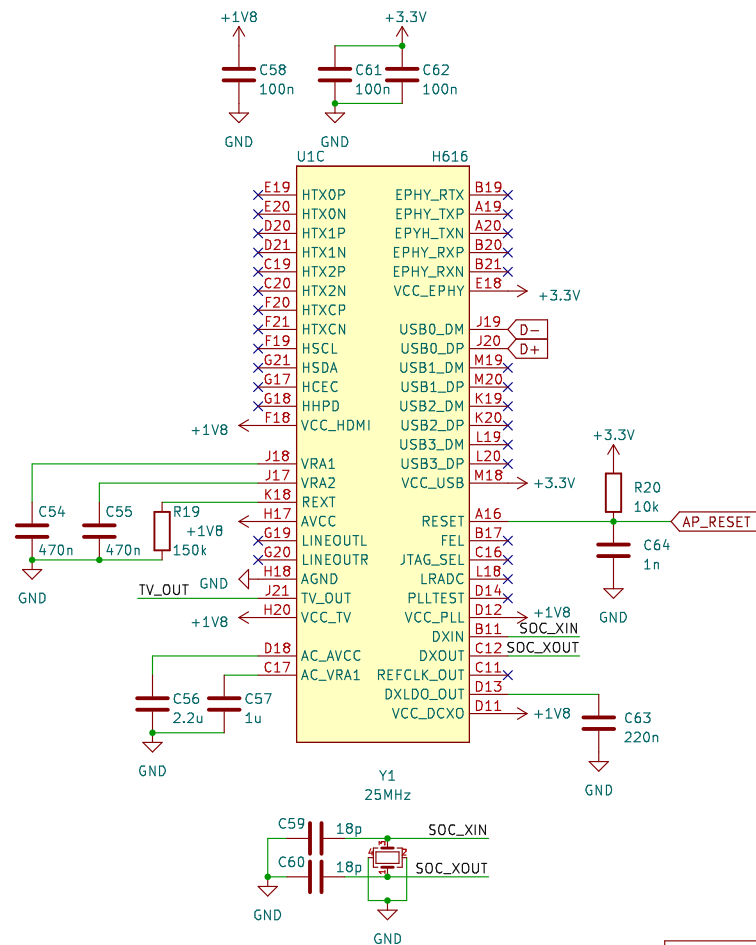 +1V8
C58
100n
GND
+3.3V
C61
100n
C62
100n
GND
U1C
H616
E19 HTX0P
E20 HTX0N
D20 HTX1P
D21 HTX1N
C19 HTX2P
C20 HTX2N
F20 HTXCP
F21 HTXCN
F19 HSCL
G21 HSDA
G17 HCEC
G18 HHPD
F18 VCC_HDMI
+1V8
J18 VRA1
J17 VRA2
K18 REXT
H17 AVCC
+1V8
G19 LINEOUTL
G20 LINEOUTR
H18 AGND
GND
J21 TV_OUT
TV_OUT
H20 VCC_TV
+1V8
D18 AC_AVCC
C17 AC_VRA1
C54
470n
C55
470n
R19
150k
GND
C56
2.2u
C57
1u
GND
EPHY_RTX B19
EPHY_TXP A19
EPYH_TXN A20
EPHY_RXP B20
EPHY_RXN B21
VCC_EPHY E18
+3.3V
USB0_DM J19 D-
USB0_DP J20 D+
USB1_DM M19
USB1_DP M20
USB2_DM K19
USB2_DP K20
USB3_DM L19
USB3_DP L20
VCC_USB M18
+3.3V
RESET A16
FEL B17
JTAG_SEL C16
LRADC L18
PLLTEST D14
VCC_PLL D12
+1V8
DXIN B11
SOC_XIN
DXOUT C12
SOC_XOUT
REFCLK_OUT C11
DXLDO_OUT D13
VCC_DCXO D11
+1V8
+3.3V
R20
10k
AP_RESET
C64
1n
GND
C63
220n
GND
Y1
25MHz
C59
18p
SOC_XIN
C60
18p
SOC_XOUT
3
4
2
1
GND
GND